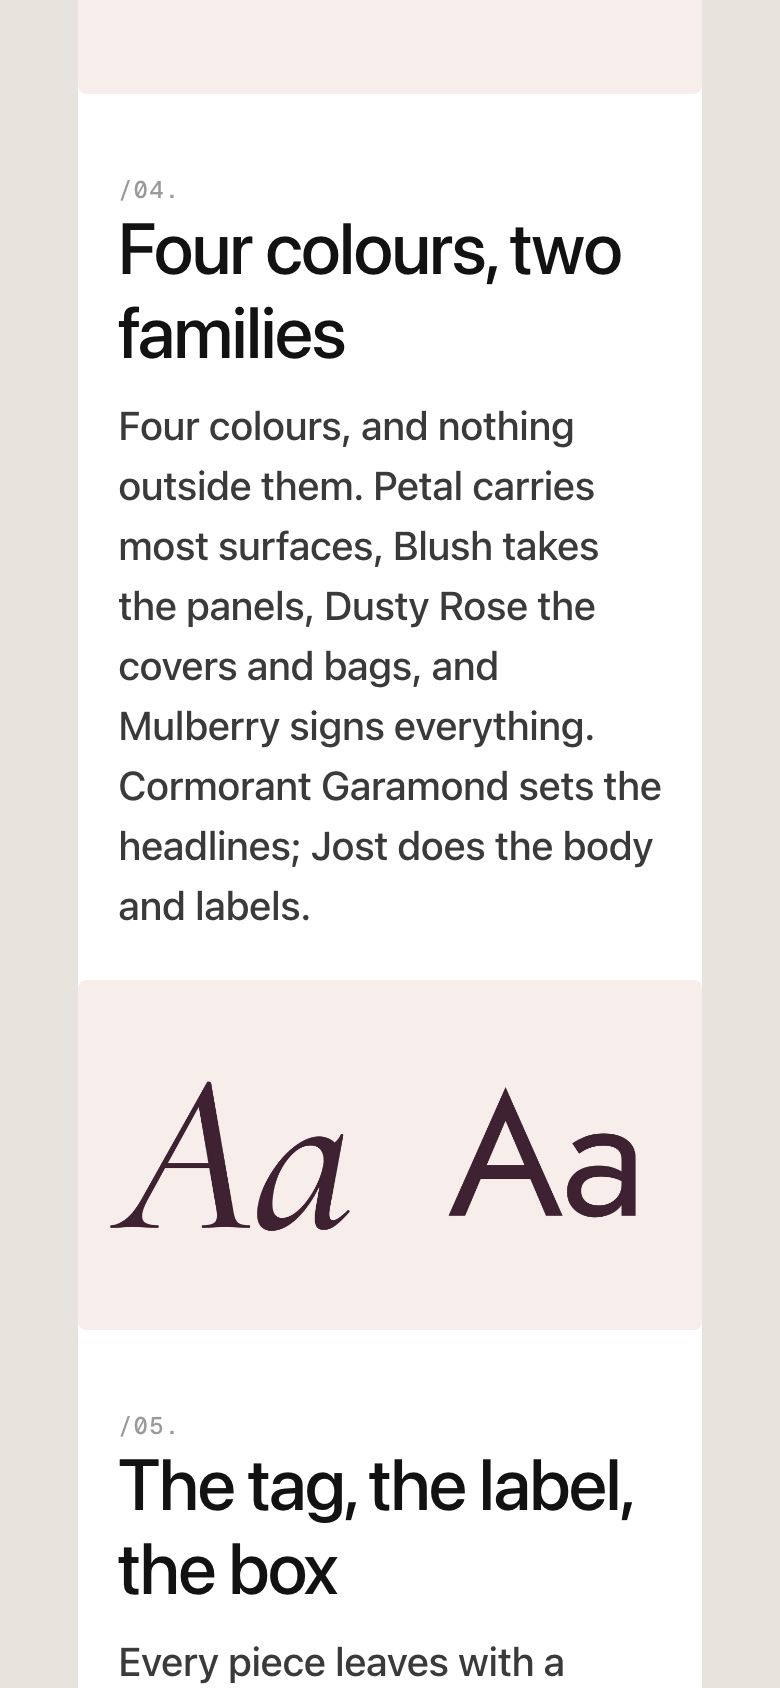 /04.
Four colours, two
families
Four colours, and nothing
outside them. Petal carries
most surfaces, Blush takes
the panels, Dusty Rose the
covers and bags, and
Mulberry signs everything.
Cormorant Garamond sets the
headlines; Jost does the body
and labels.
Aa Aa
/05.
The tag, the label,
the box
Every piece leaves with a